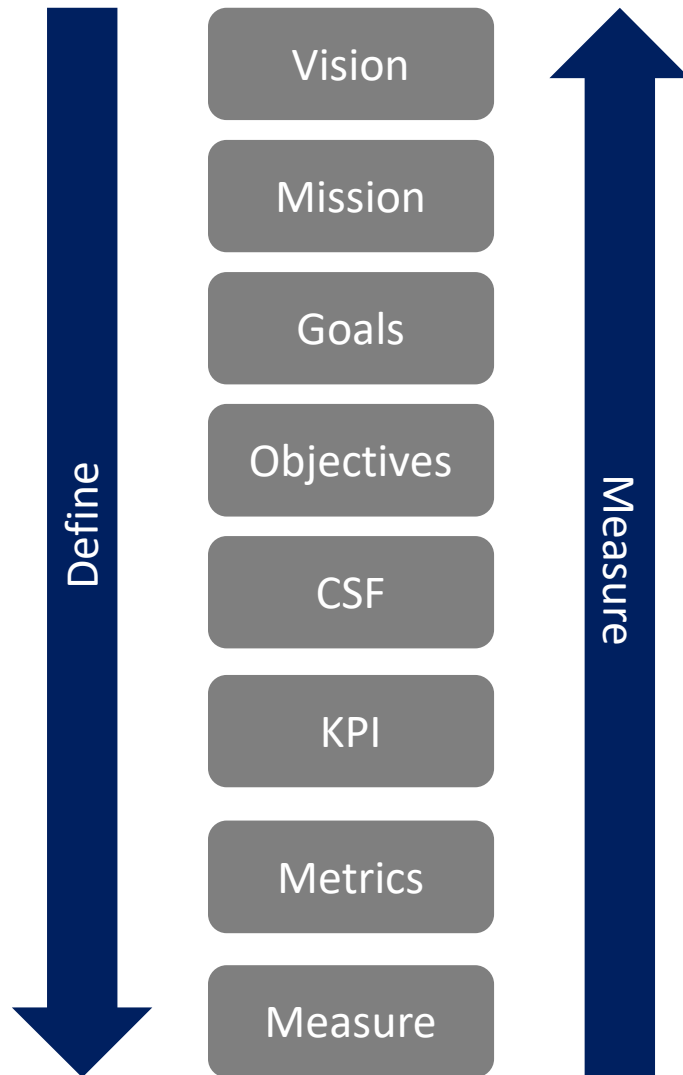 Vision
Mission
Goals
Objectives
CSF
KPI
Metrics
Measure
Define
Measure